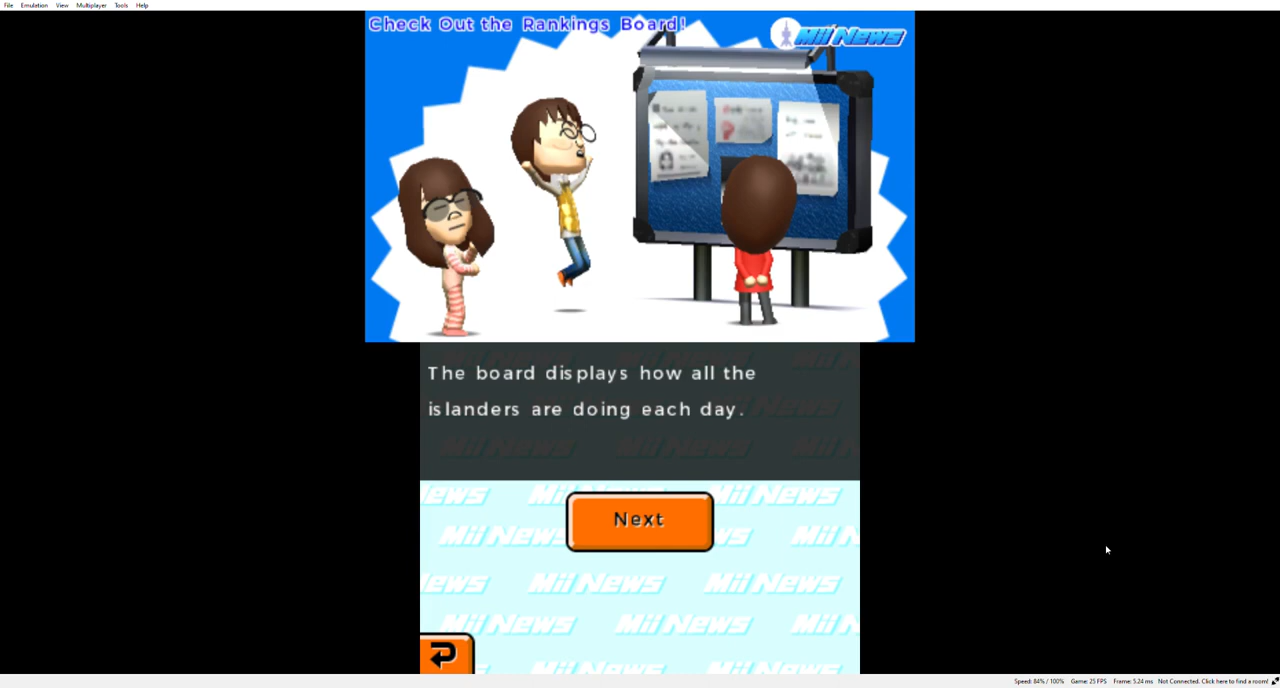 File Emulation View Multiplayer Tools Help
Check Out the Rankings Board!
Mii News
The board displays how all the
islanders are doing each day.
Next
Speed: 84% / 100% Game: 25 FPS Frame: 5.24 ms Not Connected. Click here to find a room!